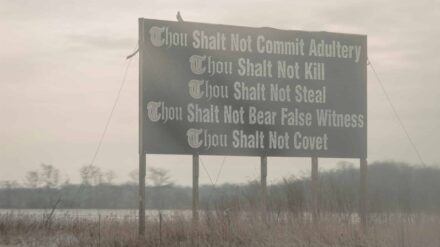 Thou Shalt Not Commit Adultery
Thou Shalt Not Kill
Thou Shalt Not Steal
Thou Shalt Not Bear False Witness
Thou Shalt Not Covet